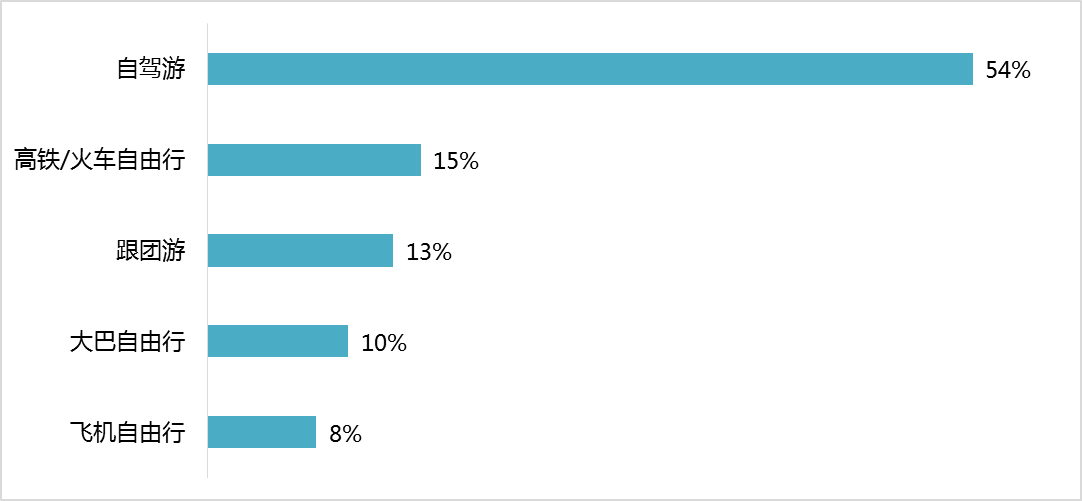 自驾游 54%
高铁/火车自由行 15%
跟团游 13%
大巴自由行 10%
飞机自由行 8%